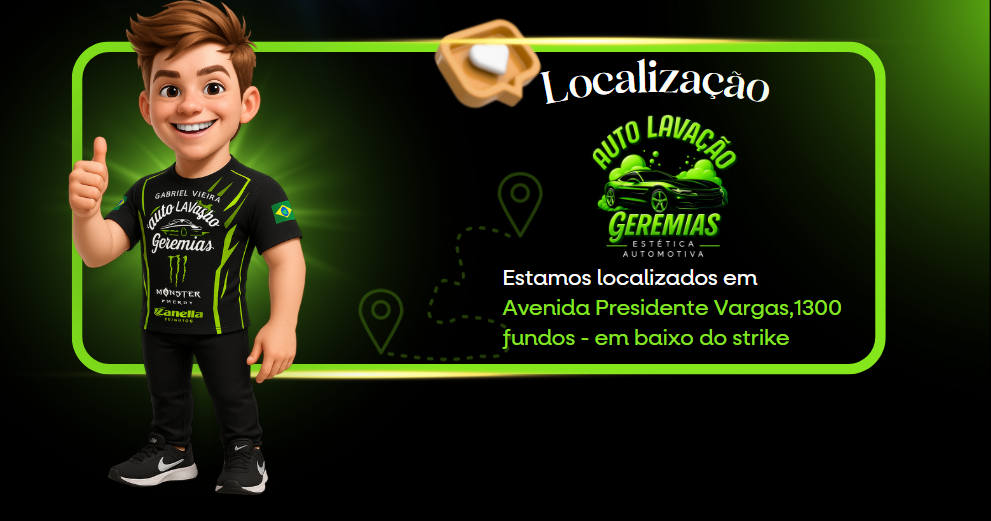 Localização
AUTO LAVAÇÃO
GEREMIAS
ESTÉTICA
AUTOMOTIVA
Estamos localizados em
Avenida Presidente Vargas,1300
fundos - em baixo do strike
GABRIEL VIEIRA
Auto LAVAÇÃO
Geremias
MONSTER
ENERGY
Zanella